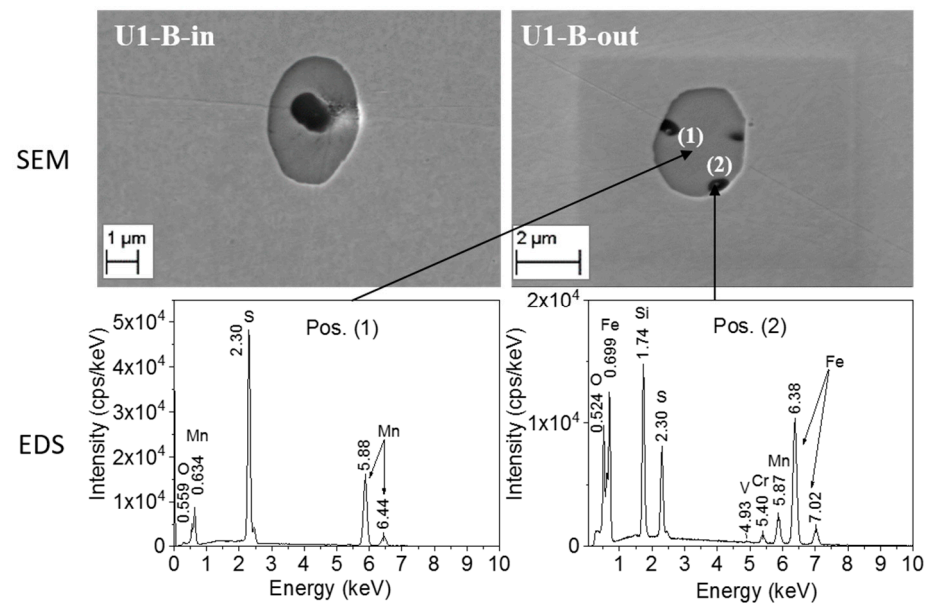 U1-B-in
U1-B-out
SEM
(1)
(2)
1 µm
2 µm
EDS
Pos. (1)
Intensity (cps/keV)
5x10⁴
4x10⁴
3x10⁴
2x10⁴
1x10⁴
0
0.559 O
0.634 Mn
2.30 S
5.88
Mn
6.44
0 1 2 3 4 5 6 7 8 9 10
Energy (keV)
Pos. (2)
Intensity (cps/keV)
2x10⁴
1x10⁴
0
0.524 O
0.699 Fe
1.74 Si
2.30 S
4.93 V
5.40 Cr
5.87 Mn
6.38
7.02
Fe
1 2 3 4 5 6 7 8 9 10
Energy (keV)